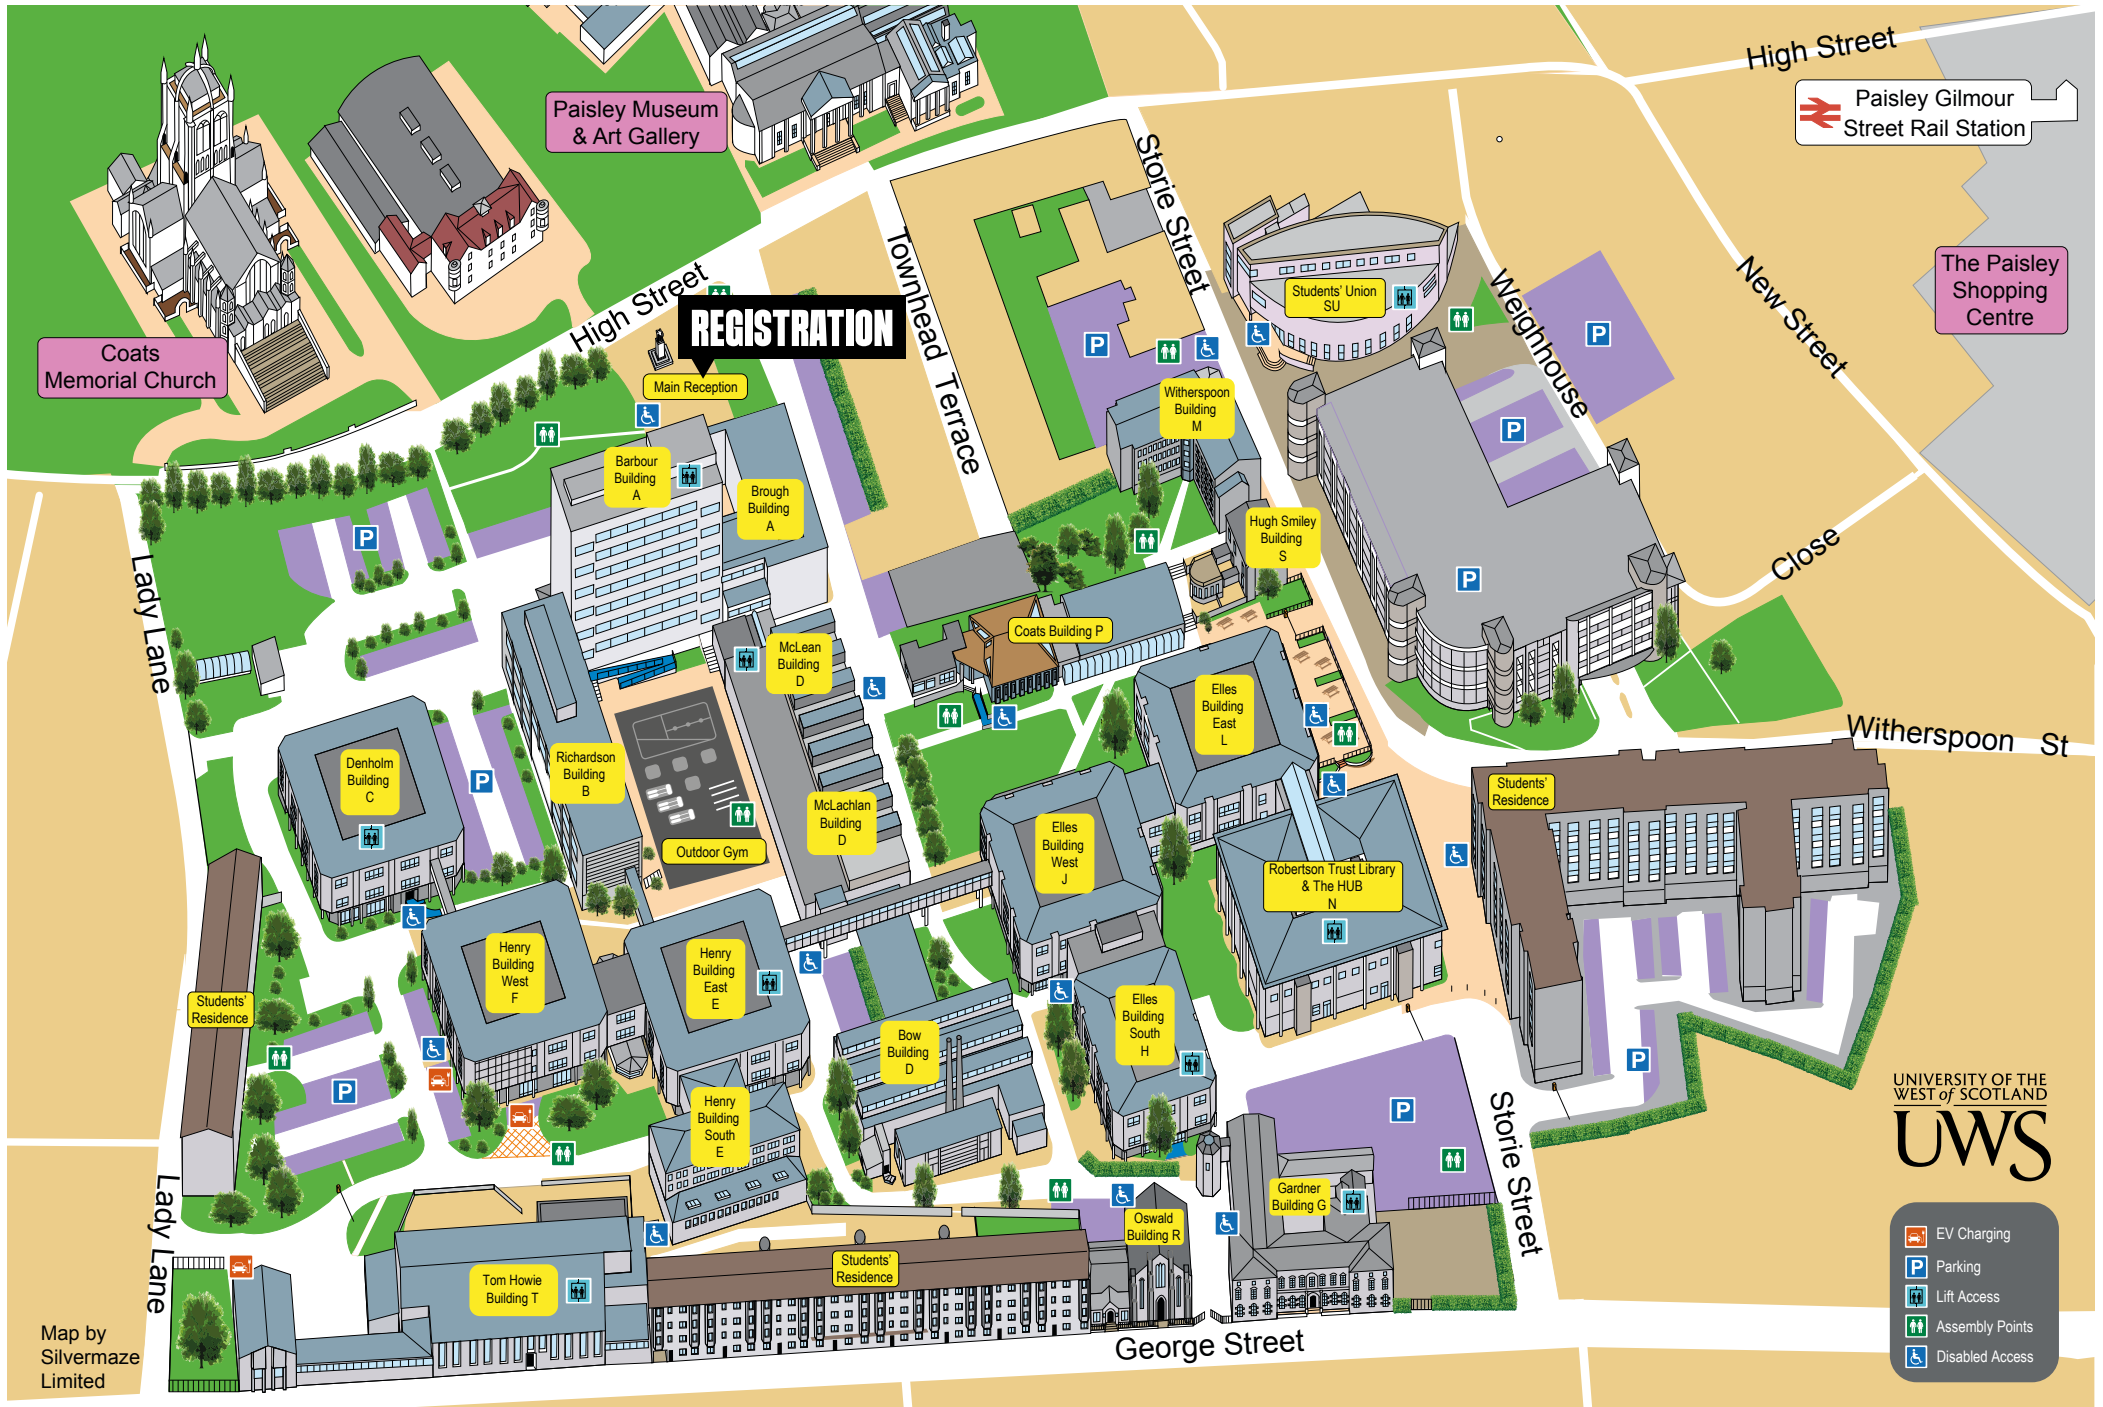 High Street
Paisley Gilmour
Street Rail Station
Paisley Museum
& Art Gallery
Storie Street
Townhead Terrace
High Street
Students' Union
SU
Weighhouse
New Street
The Paisley
Shopping
Centre
Coats
Memorial Church
REGISTRATION
Main Reception
P
P
P
Witherspoon
Building
M
Barbour
Building
A
Brough
Building
A
P
P
Hugh Smiley
Building
S
Close
P
Lady Lane
Coats Building P
McLean
Building
D
Elles
Building
East
L
Witherspoon St
Denholm
Building
C
P
Richardson
Building
B
Students'
Residence
McLachlan
Building
D
Outdoor Gym
Elles
Building
West
J
Robertson Trust Library
& The HUB
N
Henry
Building
West
F
Henry
Building
East
E
Students'
Residence
Elles
Building
South
H
Bow
Building
D
P
P
P
Henry
Building
South
E
Storie Street
UNIVERSITY OF THE
WEST of SCOTLAND
UWS
Lady Lane
Gardner
Building G
Oswald
Building R
Students'
Residence
Tom Howie
Building T
EV Charging
P Parking
Lift Access
Assembly Points
Disabled Access
George Street
Map by
Silvermaze
Limited